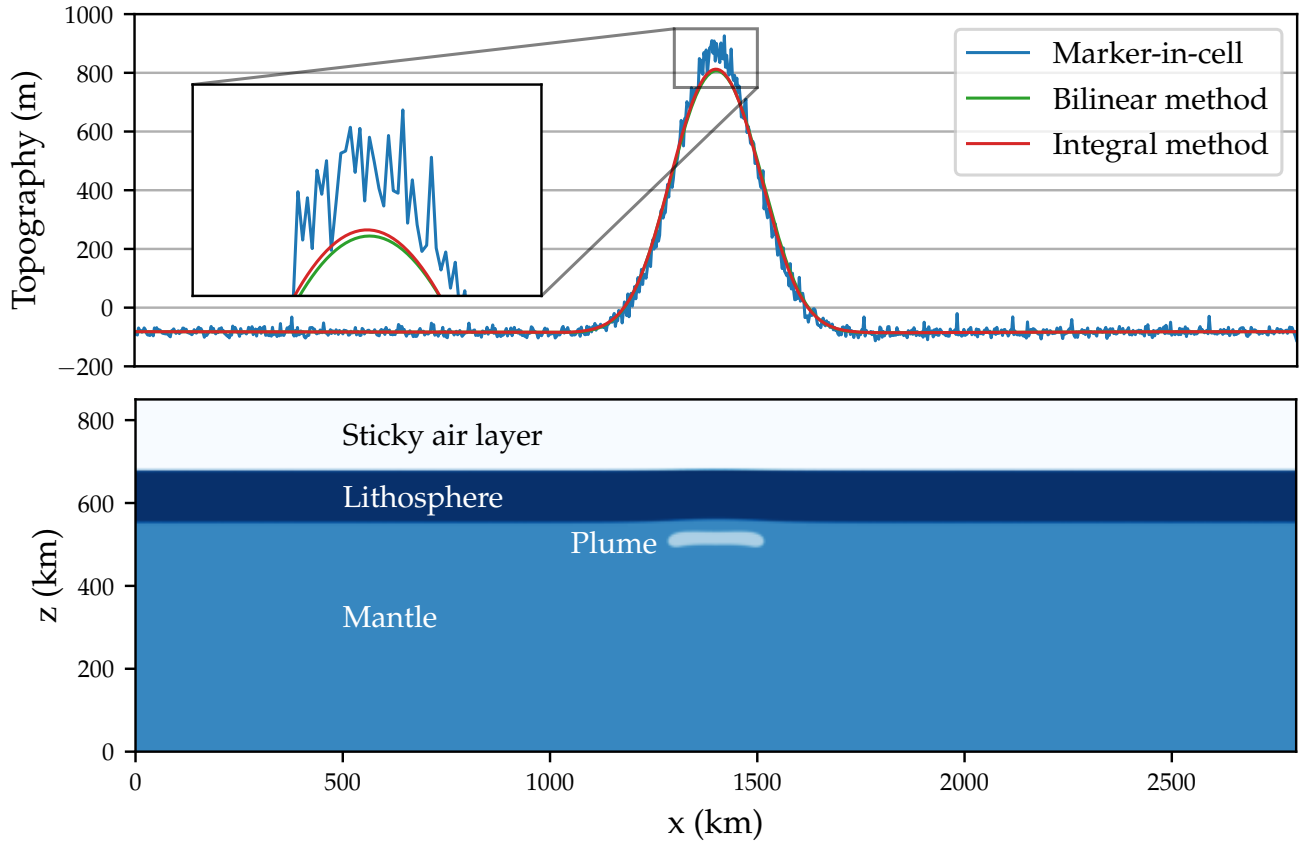 1000
800
600
400
200
0
−200
Topography (m)
Marker-in-cell
Bilinear method
Integral method
800
600
400
200
0
z (km)
Sticky air layer
Lithosphere
Plume
Mantle
0 500 1000 1500 2000 2500
x (km)